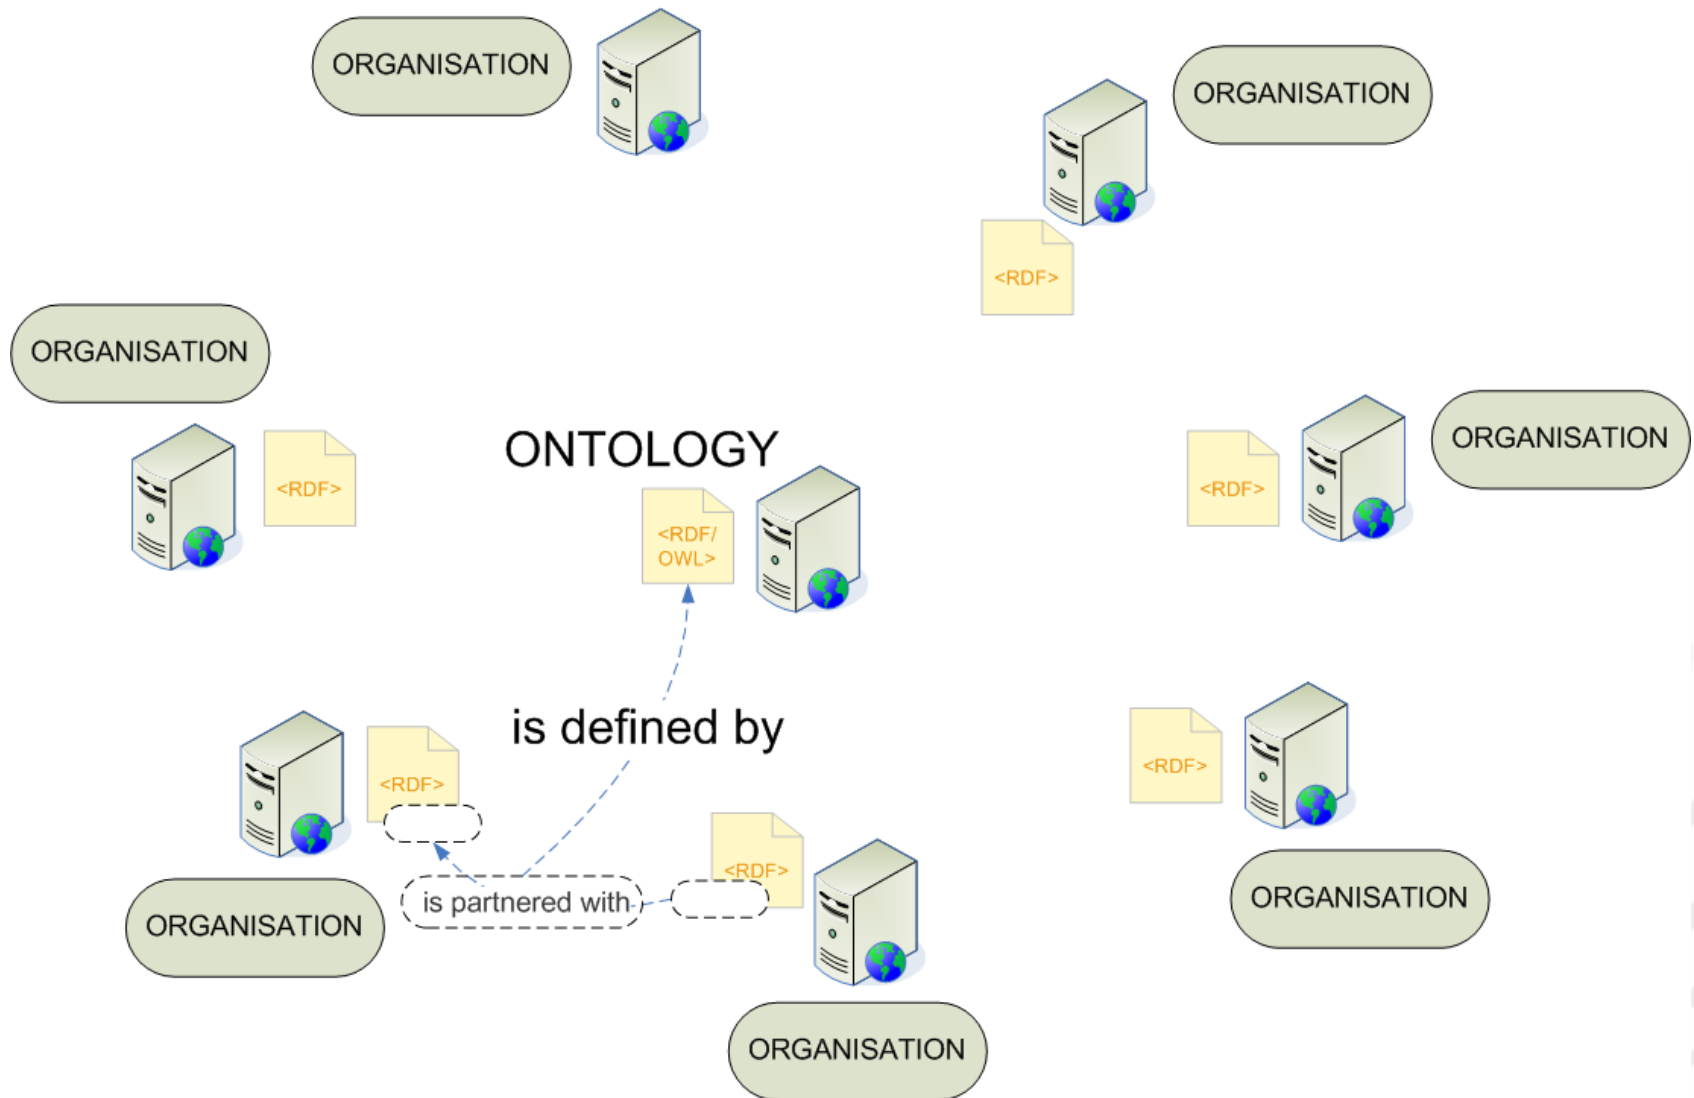 ORGANISATION
ORGANISATION
<RDF>
ORGANISATION
ORGANISATION
ONTOLOGY
<RDF>
<RDF>
<RDF/
OWL>
is defined by
<RDF>
<RDF>
<RDF>
is partnered with
ORGANISATION
ORGANISATION
ORGANISATION